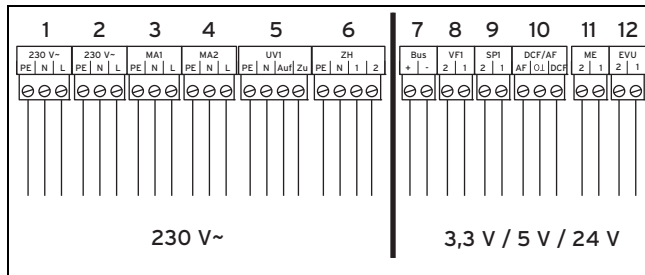 1 2 3 4 5 6 7 8 9 10 11 12
230 V~ 230 V~ MA1 MA2 UV1 ZH Bus VF1 SP1 DCF/AF ME EVU
PE N L PE N L PE N L PE N L PE N Auf Zu PE N 1 2 + - 2 1 2 1 AF O⊥ DCF 2 1 2 1
230 V~ 3,3 V / 5 V / 24 V